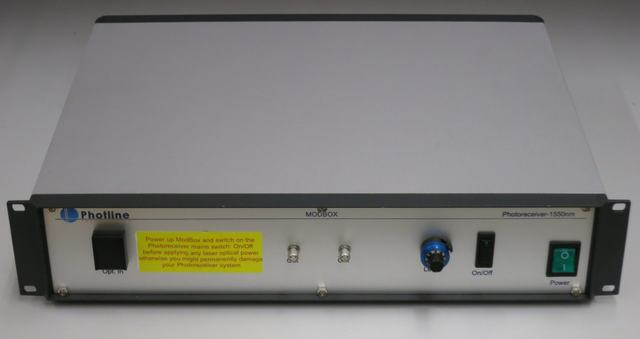 Photline
MODBOX
Photoreceiver-1550nm
Power up ModBox and switch on the
Photoreceiver mains switch: On/Off
before applying any laser optical power
otherwise you might permanently damage
your Photoreceiver system
Opt. In
On/Off
Power